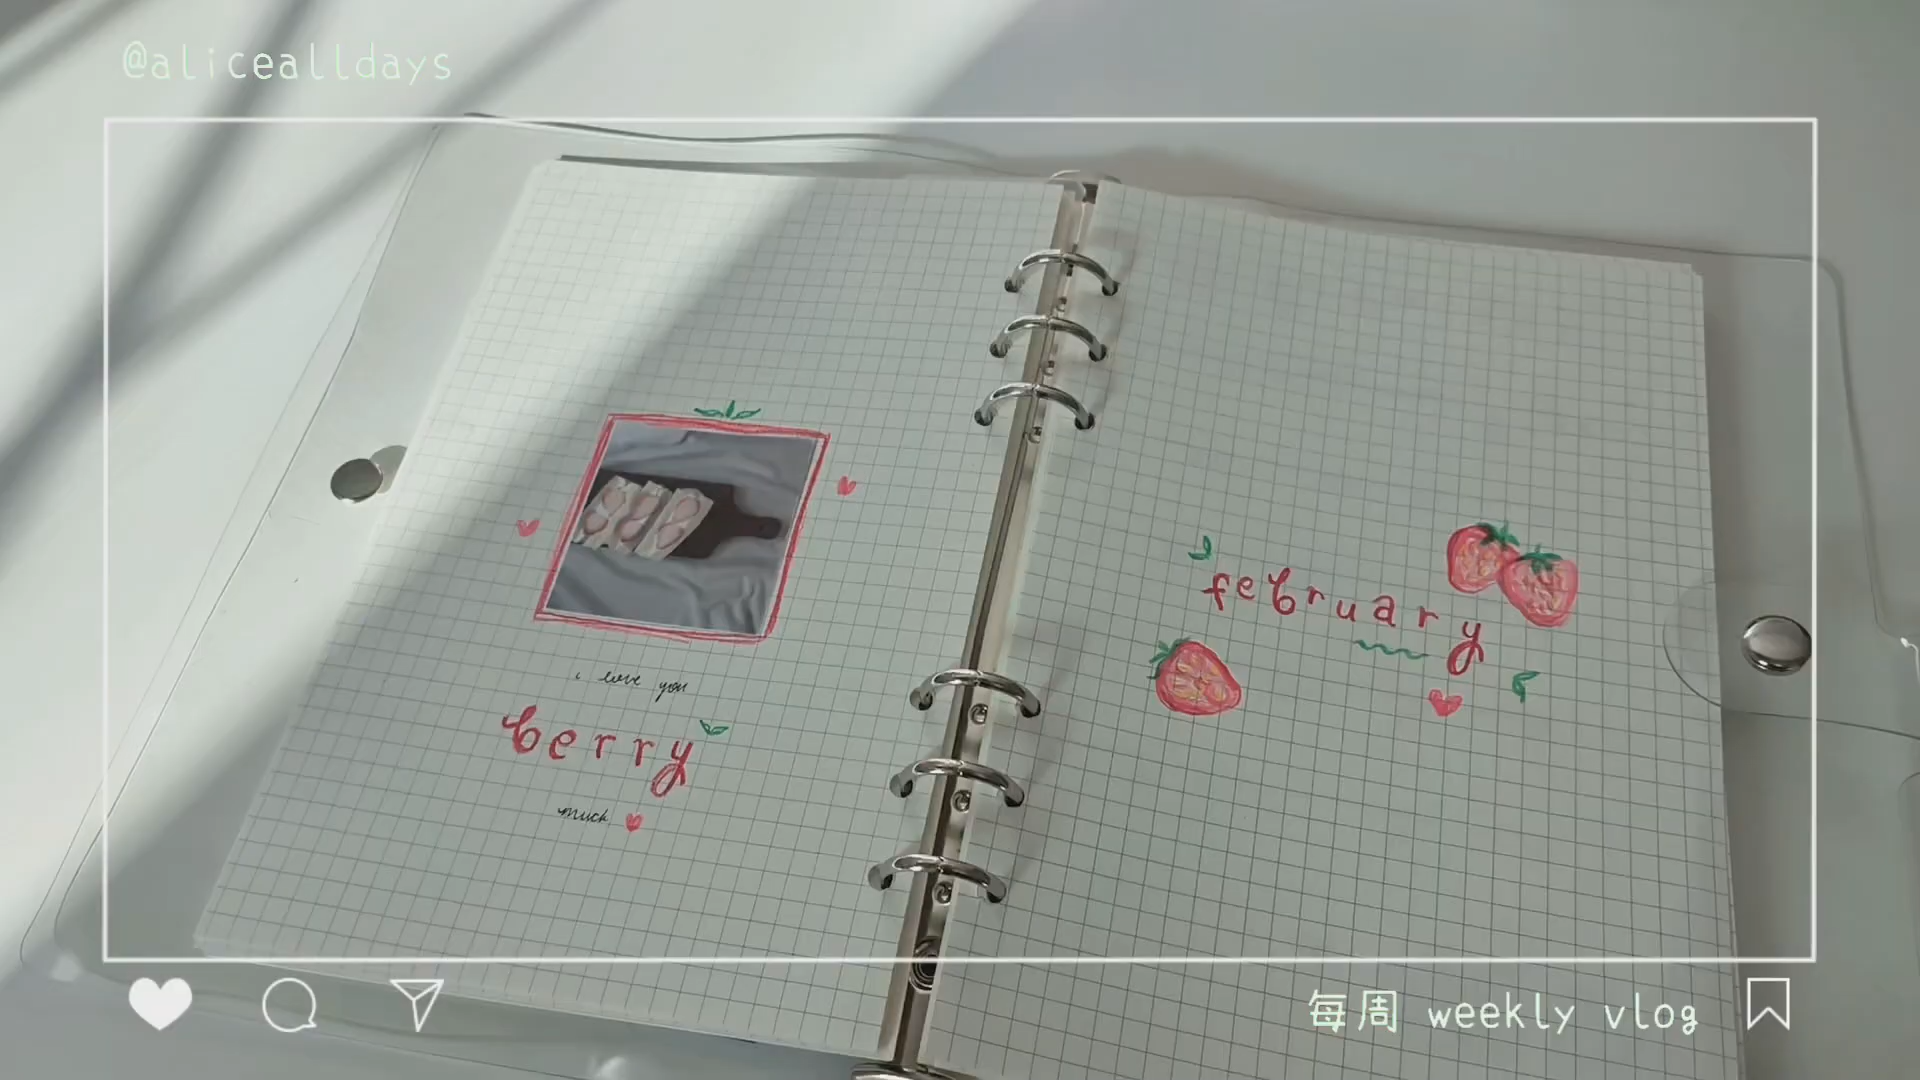 @alicealldays
i love you
berry
much
february
每周 weekly vlog